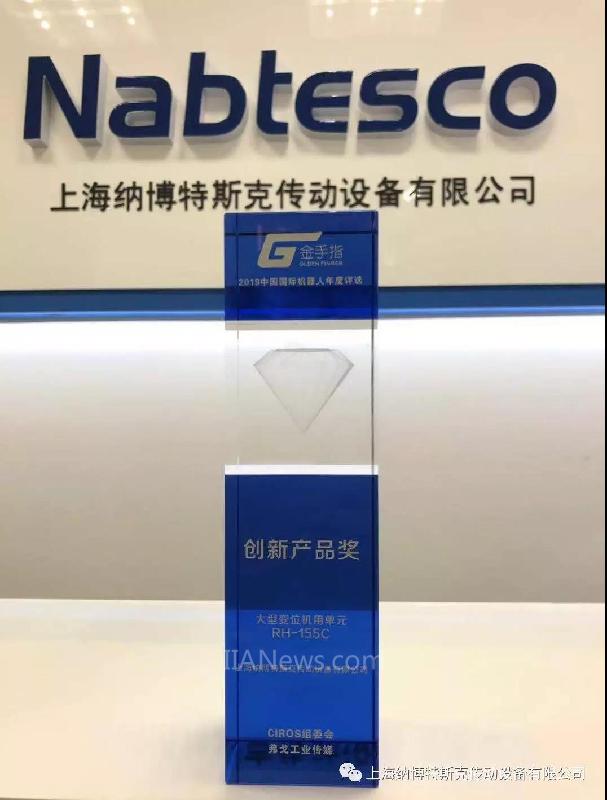 Nabtesco
上海纳博特斯克传动设备有限公司
G 金手指
GLDEN FINGER
2019中国国际机器人年度评选
创新产品奖
大型变位机用单元
RH-155C
IIANews.com
CIROS组委会
弗戈工业传媒
上海纳博特斯克传动设备有限公司